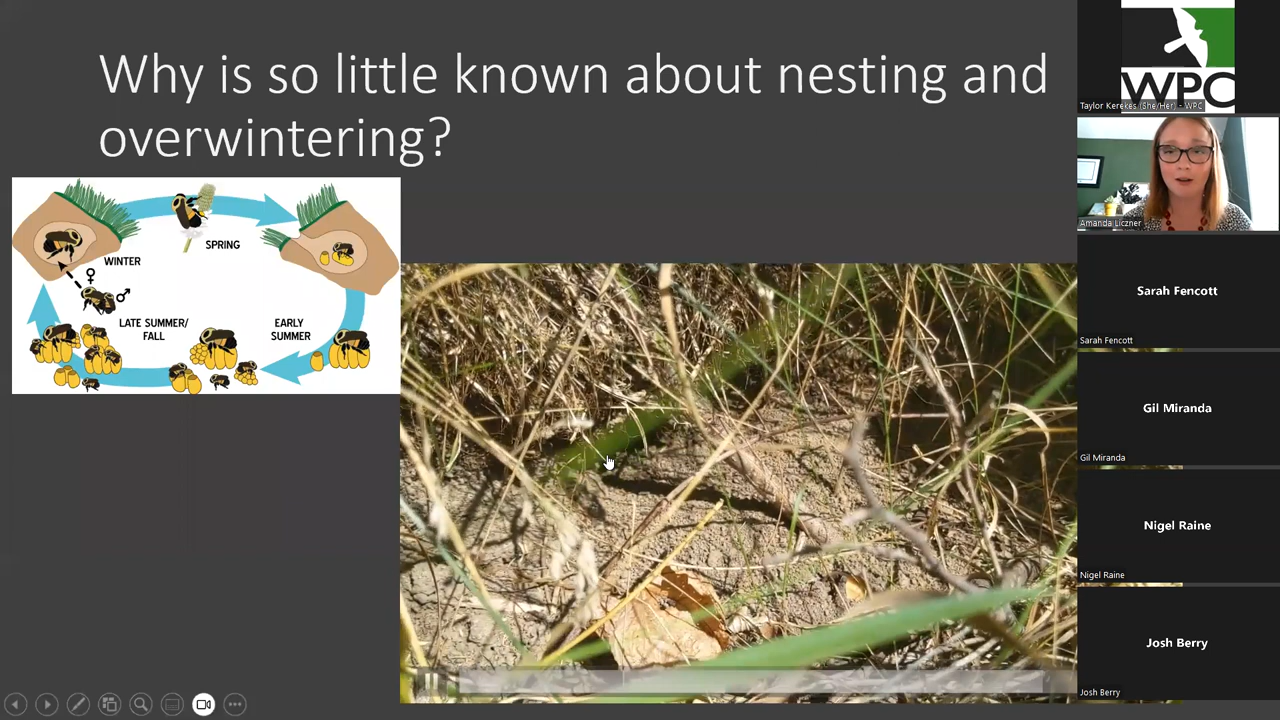 Why is so little known about nesting and
overwintering?
SPRING
WINTER
LATE SUMMER/
FALL
EARLY
SUMMER
WPC
Taylor Kerekes (She/Her) - WPC
Amanda Liczner
Sarah Fencott
Sarah Fencott
Gil Miranda
Gil Miranda
Nigel Raine
Nigel Raine
Josh Berry
Josh Berry